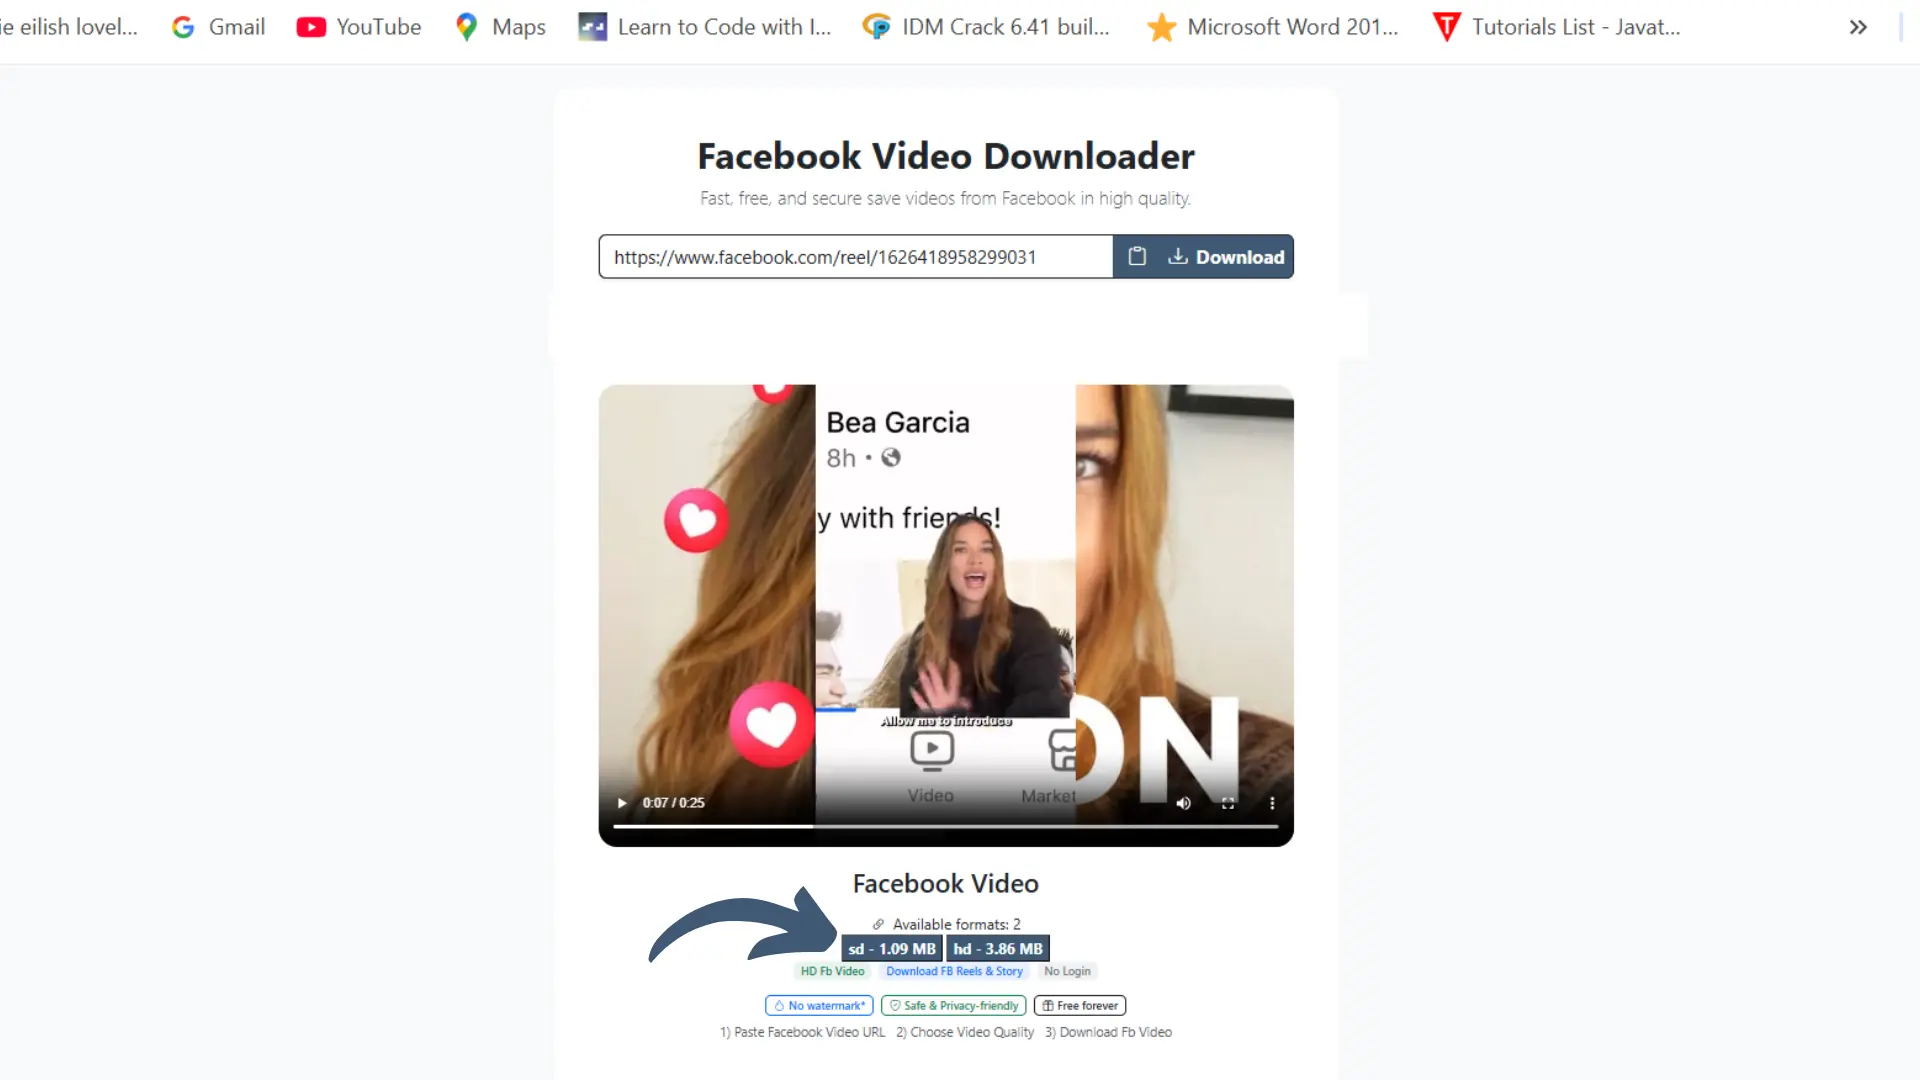 ie eilish lovel... Gmail YouTube Maps Learn to Code with I... IDM Crack 6.41 buil... Microsoft Word 201... Tutorials List - Javat...
Facebook Video Downloader
Fast, free, and secure save videos from Facebook in high quality.
https://www.facebook.com/reel/1626418958299031 Download
Bea Garcia
8h •
y with friends!
Allow me to introduce
ON
Video Market
0:07 / 0:25
Facebook Video
Available formats: 2
sd - 1.09 MB hd - 3.86 MB
HD Fb Video Download FB Reels & Story No Login
No watermark* Safe & Privacy-friendly Free forever
1) Paste Facebook Video URL 2) Choose Video Quality 3) Download Fb Video